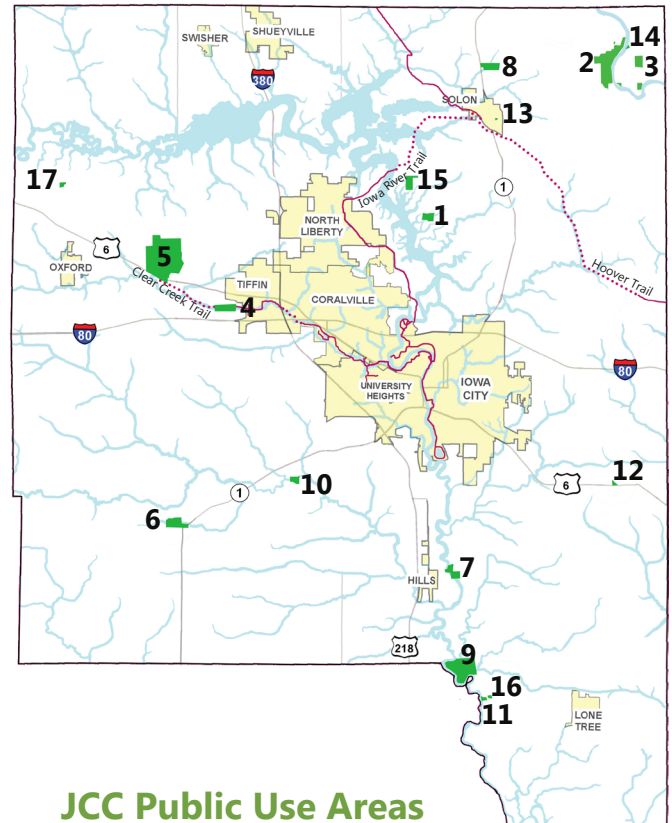 SHUEYVILLE
SWISHER
14
2
3
8
380
SOLON
13
17
15
Iowa River Trail
1
1
NORTH
LIBERTY
6
5
OXFORD
Hoover Trail
Clear Creek Trail
TIFFIN
CORALVILLE
4
80
80
UNIVERSITY
HEIGHTS
IOWA
CITY
10
12
6
1
6
7
HILLS
218
9
16
11
LONE
TREE
JCC Public Use Areas